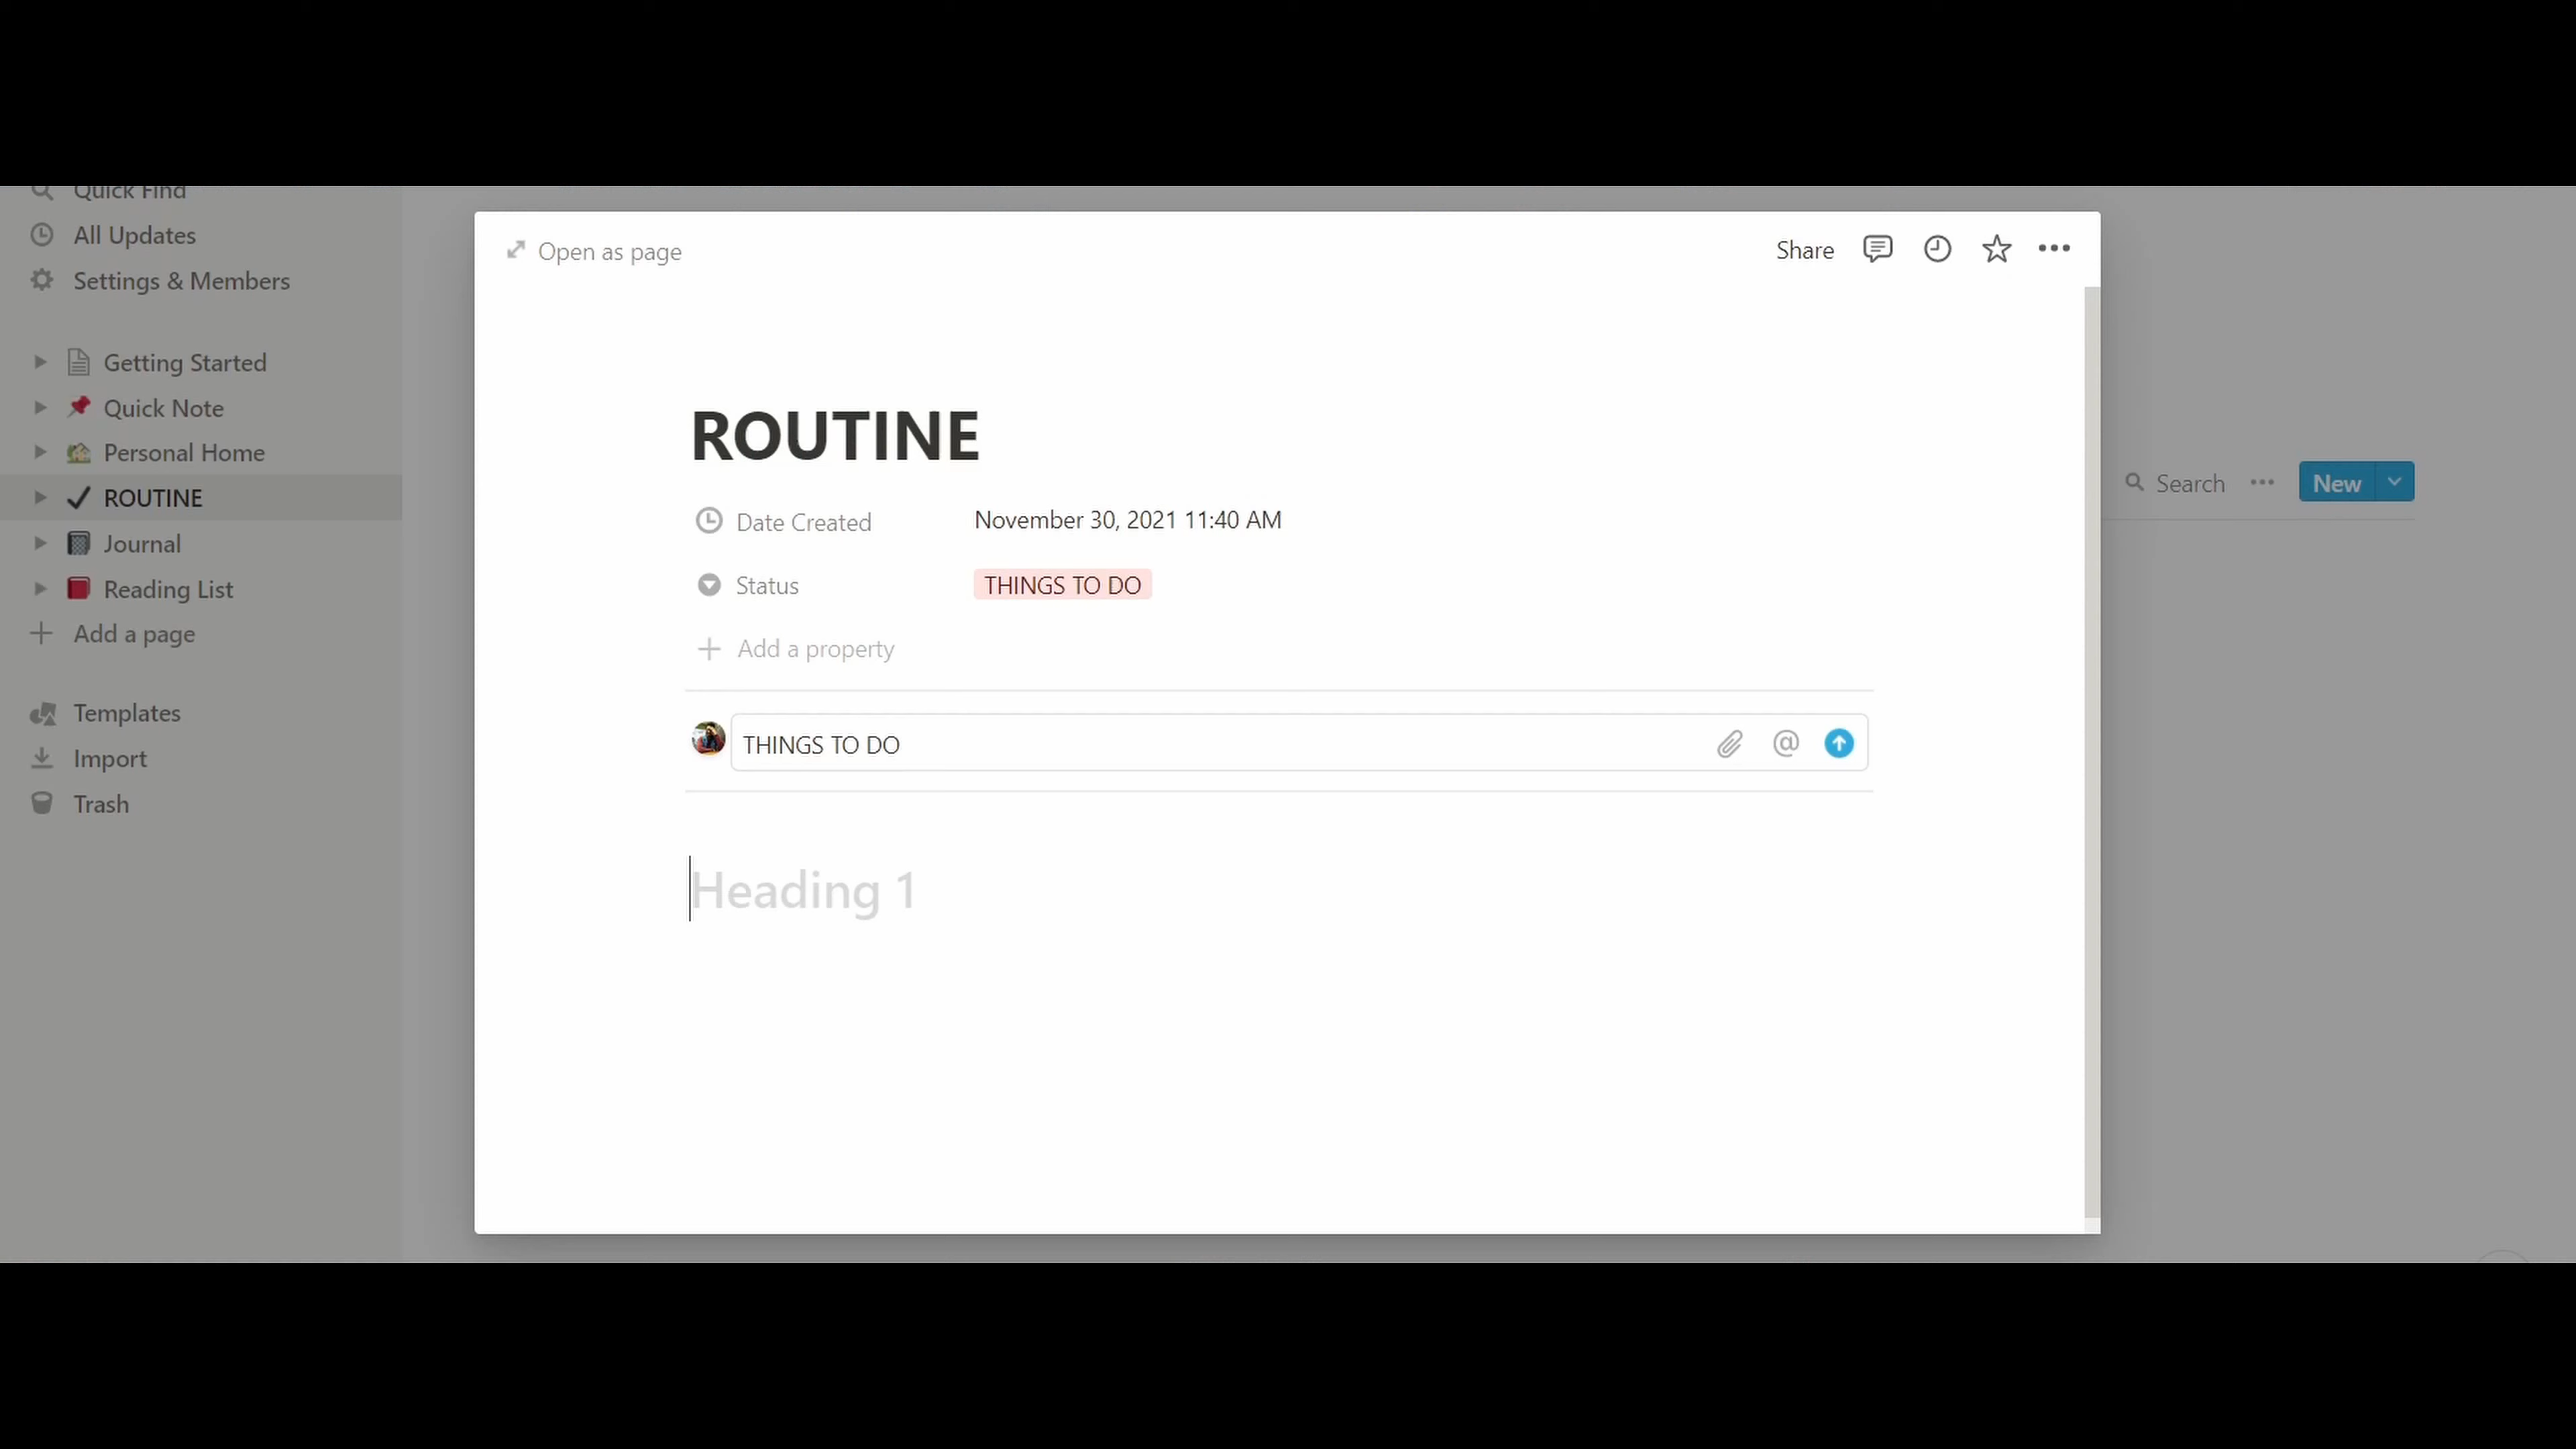 Quick Find
All Updates
Settings & Members
Getting Started
Quick Note
Personal Home
ROUTINE
Journal
Reading List
Add a page
Templates
Import
Trash
Open as page
Share
ROUTINE
Date Created November 30, 2021 11:40 AM
Status THINGS TO DO
Add a property
THINGS TO DO
Heading 1
Search
New